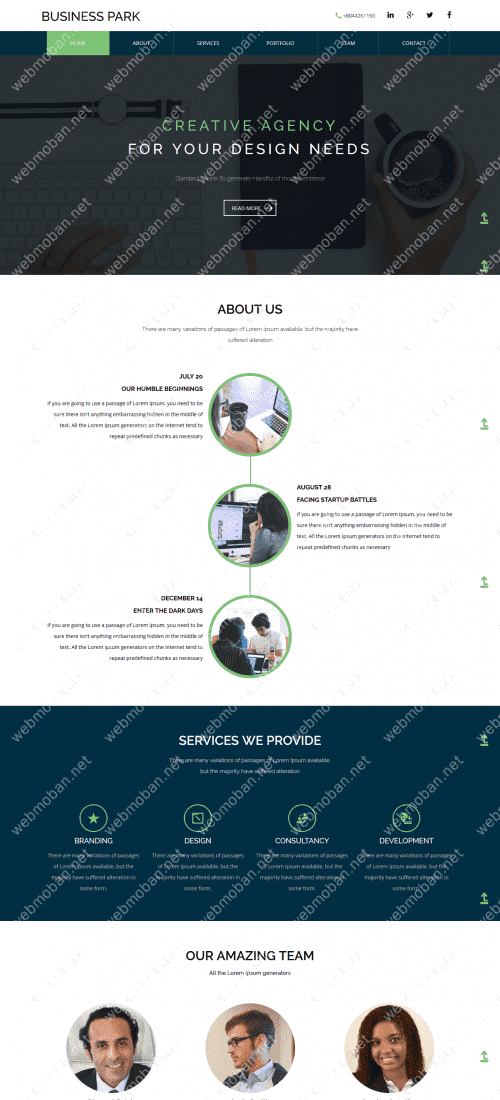 BUSINESS PARK
+8044261150
HOME ABOUT SERVICES PORTFOLIO TEAM CONTACT
CREATIVE AGENCY
FOR YOUR DESIGN NEEDS
READ MORE
ABOUT US
There are many variations of passages of Lorem Ipsum available, but the majority have
suffered alteration
JULY 20
OUR HUMBLE BEGINNINGS
If you are going to use a passage of Lorem Ipsum, you need to be
sure there isn't anything embarrassing hidden in the middle of
text. All the Lorem Ipsum generators on the Internet tend to
repeat predefined chunks as necessary
AUGUST 28
FACING STARTUP BATTLES
If you are going to use a passage of Lorem Ipsum, you need to be
sure there isn't anything embarrassing hidden in the middle of
text. All the Lorem Ipsum generators on the Internet tend to
repeat predefined chunks as necessary
DECEMBER 14
ENTER THE DARK DAYS
If you are going to use a passage of Lorem Ipsum, you need to be
sure there isn't anything embarrassing hidden in the middle of
text. All the Lorem Ipsum generators on the Internet tend to
repeat predefined chunks as necessary
SERVICES WE PROVIDE
There are many variations of passages of Lorem Ipsum available,
but the majority have suffered alteration
BRANDING
There are many variations of passages
of Lorem Ipsum available, but the
majority have suffered alteration in
some form.
DESIGN
There are many variations of passages
of Lorem Ipsum available, but the
majority have suffered alteration in
some form.
CONSULTANCY
There are many variations of passages
of Lorem Ipsum available, but the
majority have suffered alteration in
some form.
DEVELOPMENT
There are many variations of passages
of Lorem Ipsum available, but the
majority have suffered alteration in
some form.
OUR AMAZING TEAM
All the Lorem Ipsum generators
webmoban.net